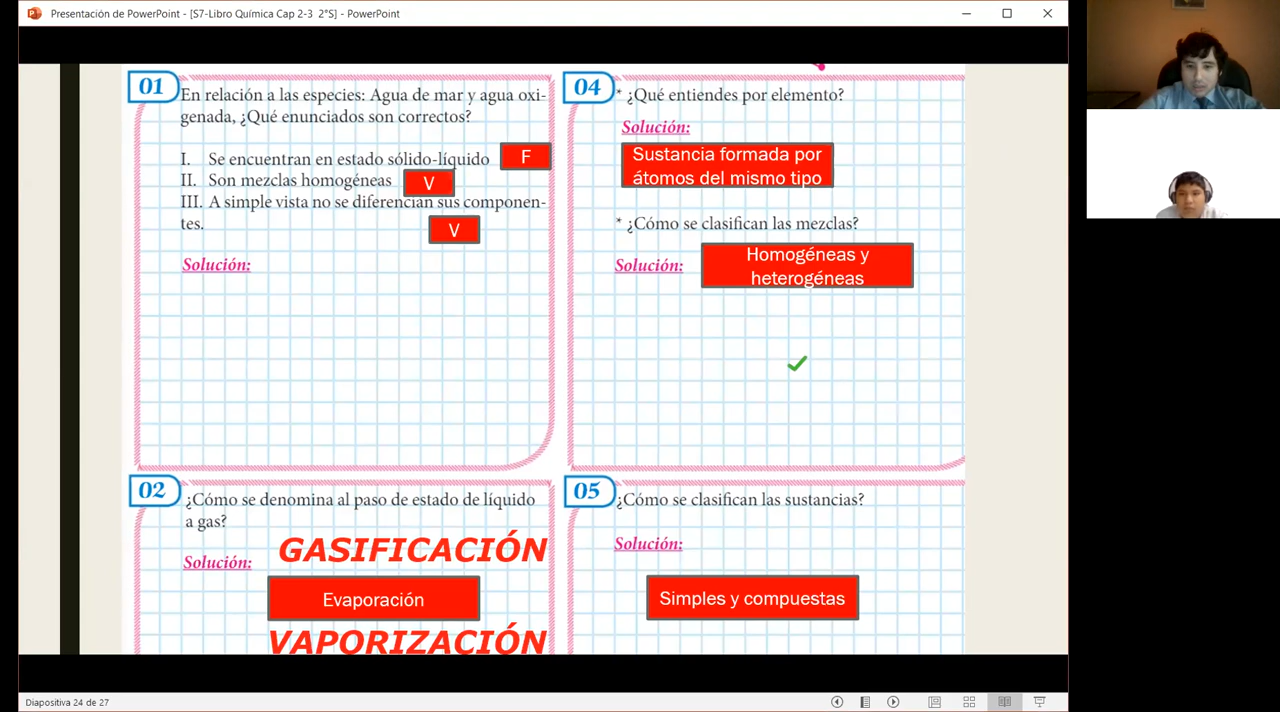 Presentación de PowerPoint - [S7-Libro Química Cap 2-3 2°S] - PowerPoint
01
En relación a las especies: Agua de mar y agua oxi-
genada, ¿Qué enunciados son correctos?
I. Se encuentran en estado sólido-líquido F
II. Son mezclas homogéneas V
III. A simple vista no se diferencian sus componen-
tes. V
Solución:
04
* ¿Qué entiendes por elemento?
Solución:
Sustancia formada por
átomos del mismo tipo
* ¿Cómo se clasifican las mezclas?
Solución:
Homogéneas y
heterogéneas
02
¿Cómo se denomina al paso de estado de líquido
a gas?
Solución:
GASIFICACIÓN
Evaporación
VAPORIZACIÓN
05
¿Cómo se clasifican las sustancias?
Solución:
Simples y compuestas
Diapositiva 24 de 27